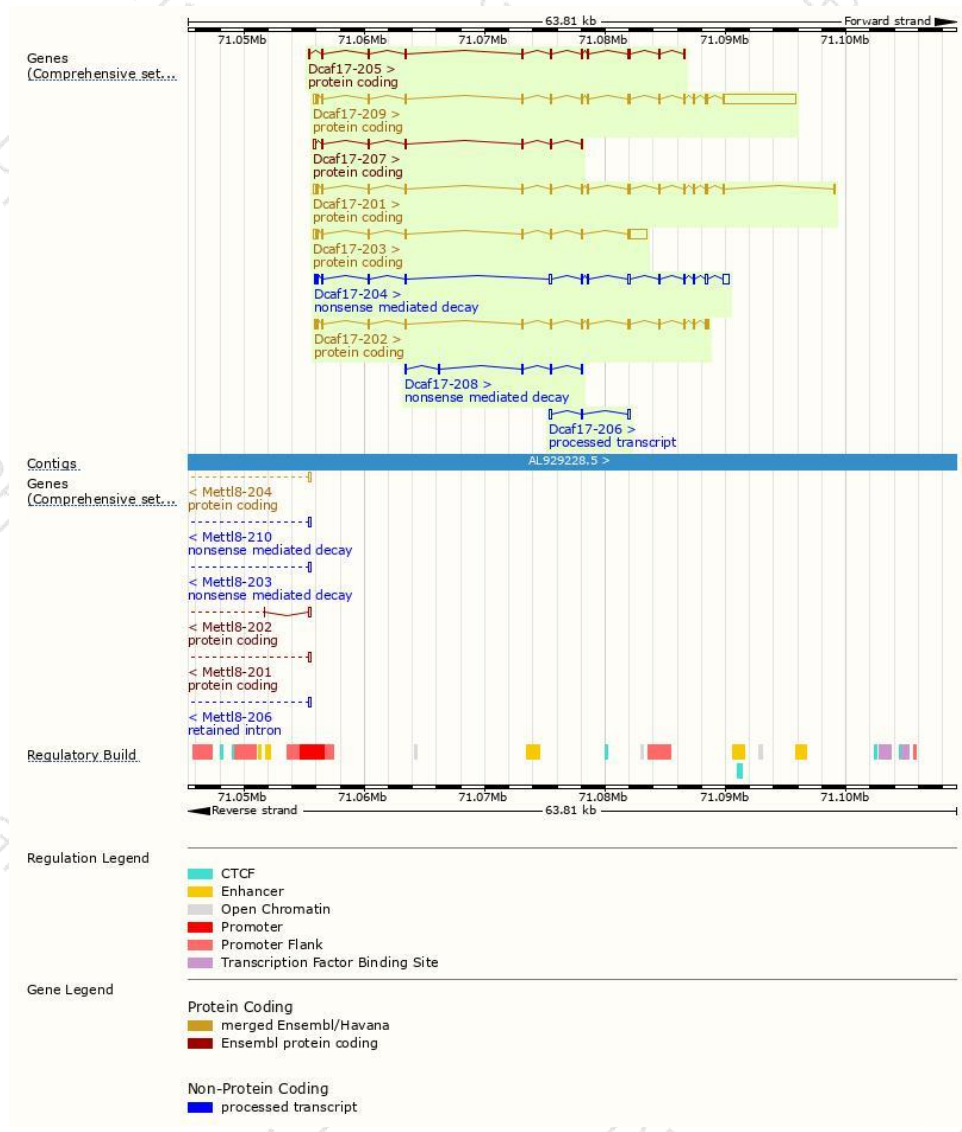 63.81 kb
Forward strand
71.05Mb 71.06Mb 71.07Mb 71.08Mb 71.09Mb 71.10Mb
Genes
(Comprehensive set...
Dcaf17-205 >
protein coding
Dcaf17-209 >
protein coding
Dcaf17-207 >
protein coding
Dcaf17-201 >
protein coding
Dcaf17-203 >
protein coding
Dcaf17-204 >
nonsense mediated decay
Dcaf17-202 >
protein coding
Dcaf17-208 >
nonsense mediated decay
Dcaf17-206 >
processed transcript
Contigs
AL929228.5 >
Genes
(Comprehensive set...
< Mettl8-204
protein coding
< Mettl8-210
nonsense mediated decay
< Mettl8-203
nonsense mediated decay
< Mettl8-202
protein coding
< Mettl8-201
protein coding
< Mettl8-206
retained intron
Regulatory Build
71.05Mb 71.06Mb 71.07Mb 71.08Mb 71.09Mb 71.10Mb
Reverse strand
63.81 kb
Regulation Legend
CTCF
Enhancer
Open Chromatin
Promoter
Promoter Flank
Transcription Factor Binding Site
Gene Legend
Protein Coding
merged Ensembl/Havana
Ensembl protein coding
Non-Protein Coding
processed transcript